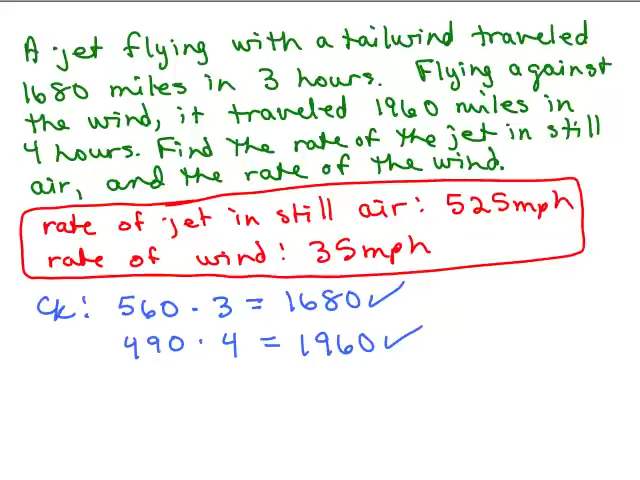 A jet flying with a tailwind traveled
1680 miles in 3 hours. Flying against
the wind, it traveled 1960 miles in
4 hours. Find the rate of the jet in still
air, and the rate of the wind.
rate of jet in still air: 525mph
rate of wind: 35mph
Ck: 560 · 3 = 1680 ✓
490 · 4 = 1960 ✓